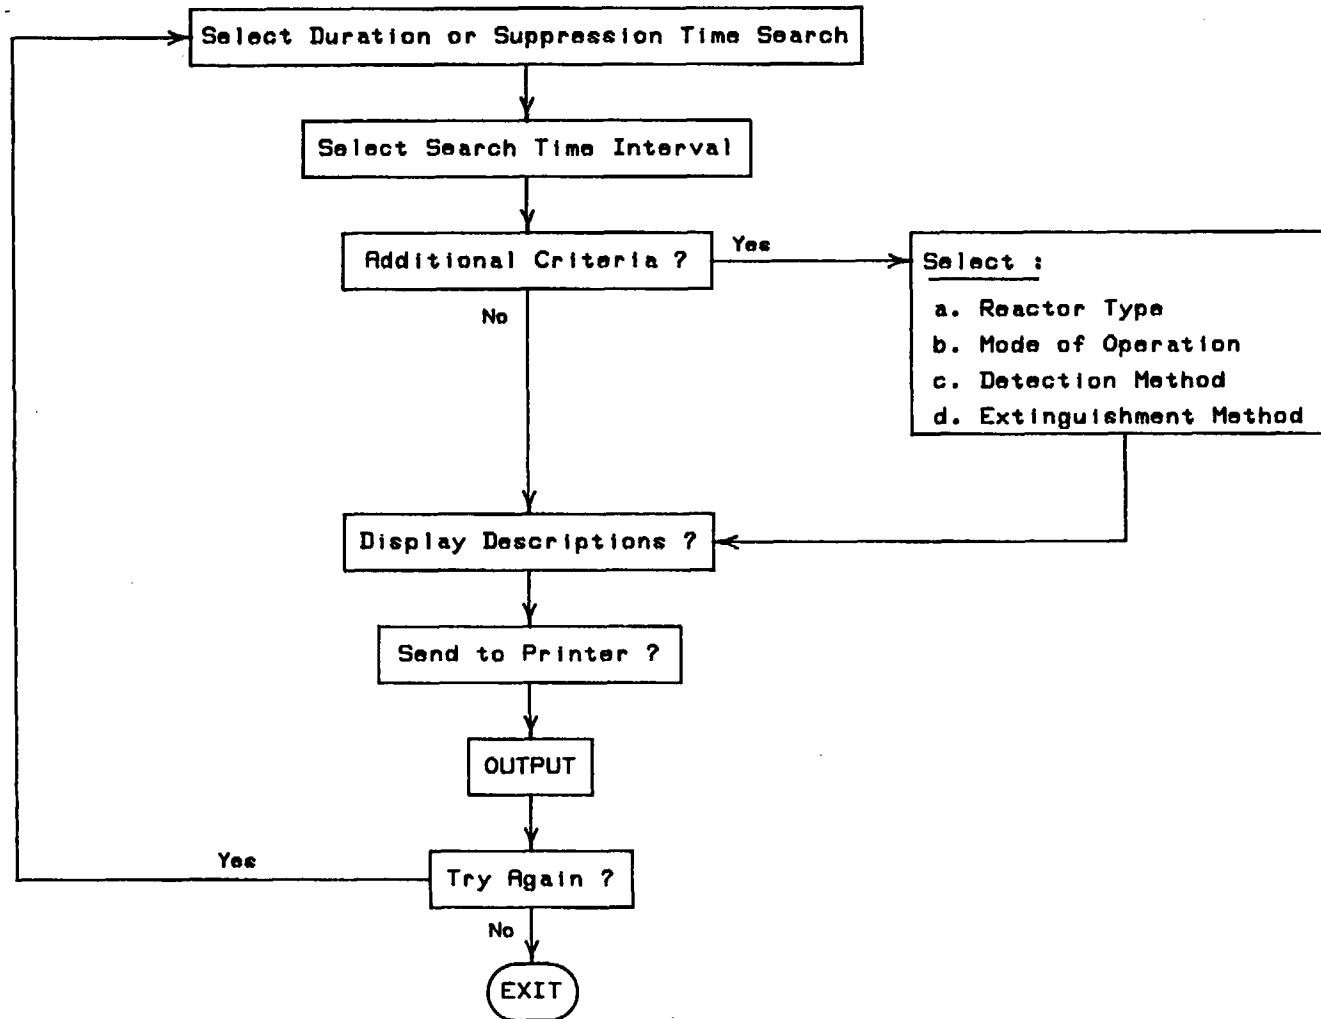 Select Duration or Suppression Time Search
Select Search Time Interval
Additional Criteria ?
Yes
No
Select :
a. Reactor Type
b. Mode of Operation
c. Detection Method
d. Extinguishment Method
Display Descriptions ?
Send to Printer ?
OUTPUT
Try Again ?
Yes
No
EXIT